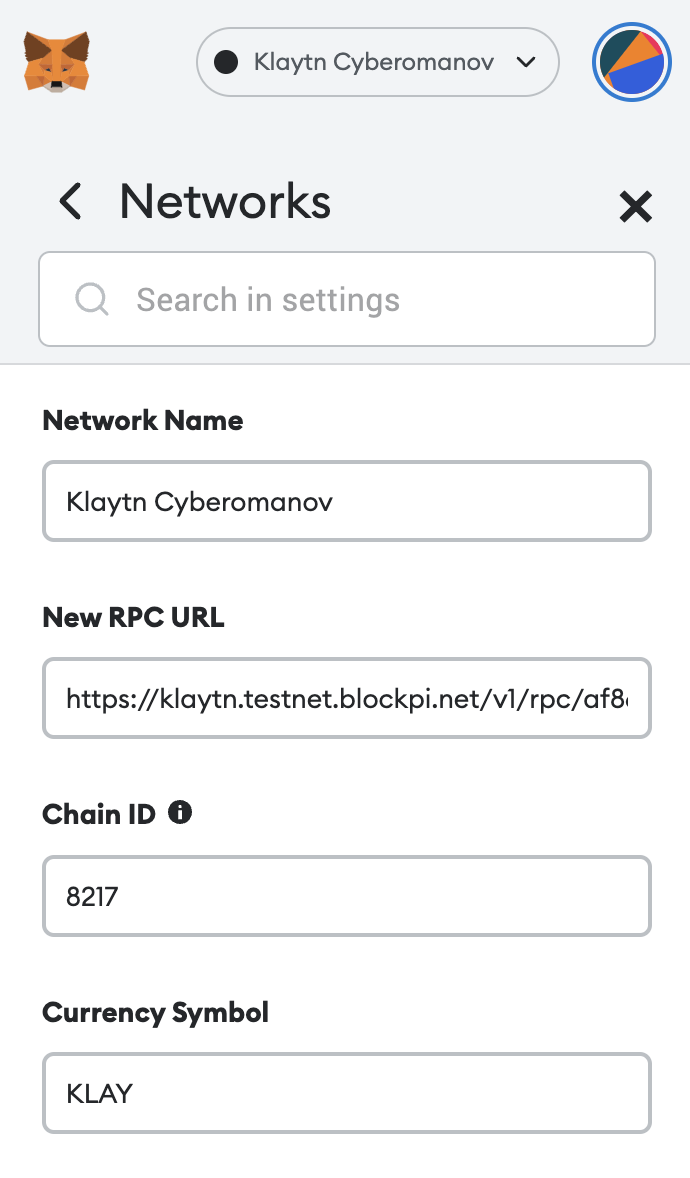 Klaytn Cyberomanov
Networks
Search in settings
Network Name
Klaytn Cyberomanov
New RPC URL
https://klaytn.testnet.blockpi.net/v1/rpc/af8
Chain ID
8217
Currency Symbol
KLAY